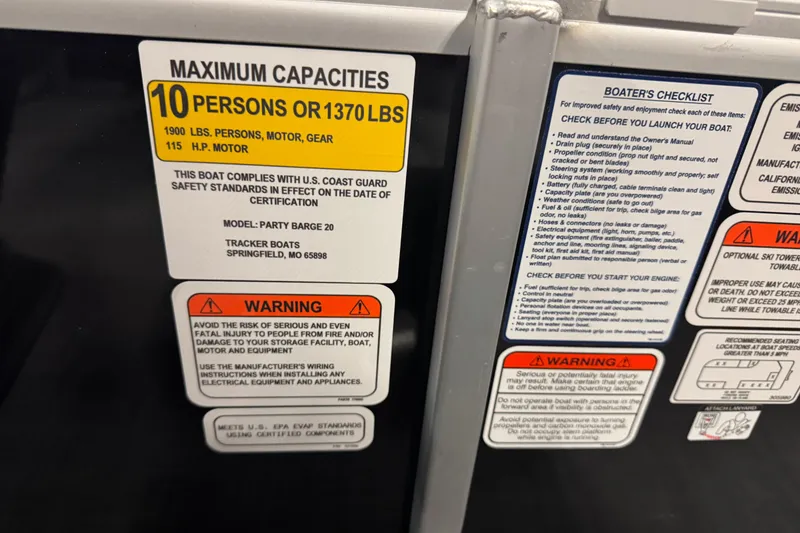 MAXIMUM CAPACITIES
10 PERSONS OR 1370 LBS
1900 LBS. PERSONS, MOTOR, GEAR
115 H.P. MOTOR
THIS BOAT COMPLIES WITH U.S. COAST GUARD
SAFETY STANDARDS IN EFFECT ON THE DATE OF
CERTIFICATION
MODEL: PARTY BARGE 20
TRACKER BOATS
SPRINGFIELD, MO 65898
WARNING
AVOID THE RISK OF SERIOUS AND EVEN
FATAL INJURY TO PEOPLE FROM FIRE AND/OR
DAMAGE TO YOUR STORAGE FACILITY, BOAT,
MOTOR AND EQUIPMENT
USE THE MANUFACTURER'S WIRING
INSTRUCTIONS WHEN INSTALLING ANY
ELECTRICAL EQUIPMENT AND APPLIANCES.
MEETS U.S. EPA EVAP STANDARDS
USING CERTIFIED COMPONENTS
BOATER'S CHECKLIST
For improved safety and enjoyment check each of these items:
CHECK BEFORE YOU LAUNCH YOUR BOAT:
• Read and understand the Owner's Manual
• Drain plug (securely in place)
• Propeller condition (prop nut tight and secured, not
cracked or bent blades)
• Steering system (working smoothly and properly; self
locking nuts in place)
• Battery (fully charged, cable terminals clean and tight)
• Capacity plate (are you overpowered)
• Weather conditions (safe to go out)
• Fuel & oil (sufficient for trip, check bilge area for gas
odor, no leaks)
• Hoses & connectors (no leaks or damage)
• Electrical equipment (light, horn, pumps, etc.)
• Safety equipment (fire extinguisher, bailer, paddle,
anchor and line, mooring lines, signaling device,
tool kit, first aid kit, first aid manual)
• Float plan submitted to responsible person (verbal or
written)
CHECK BEFORE YOU START YOUR ENGINE:
• Fuel (sufficient for trip, check bilge area for gas odor)
• Control in neutral
• Capacity plate (are you overloaded or overpowered)
• Personal flotation devices on all occupants.
• Seating (everyone in proper place)
• Lanyard stop switch (operational and securely fastened)
• No one in water near boat.
• Keep a firm and continuous grip on the steering wheel.
WARNING
Serious or potentially fatal injury
may result. Make certain that engine
is off before using boarding ladder.
Do not operate boat with persons in the
forward area if visibility is obstructed.
Avoid potential exposure to turning
propellers and carbon monoxide gas.
Do not occupy stern platform
while engine is running.
EMIS
MANUFACT
CALIFORNI
EMISSI
WA
OPTIONAL SKI TOWER
TOWABL
IMPROPER USE MAY CAUS
OR DEATH. DO NOT EXCEED
WEIGHT OR EXCEED 25 MP
LINE WHILE TOWABLE
RECOMMENDED SEATING
LOCATIONS AT BOAT SPEEDS
GREATER THAN 5 MPH
ATTACH LANYARD